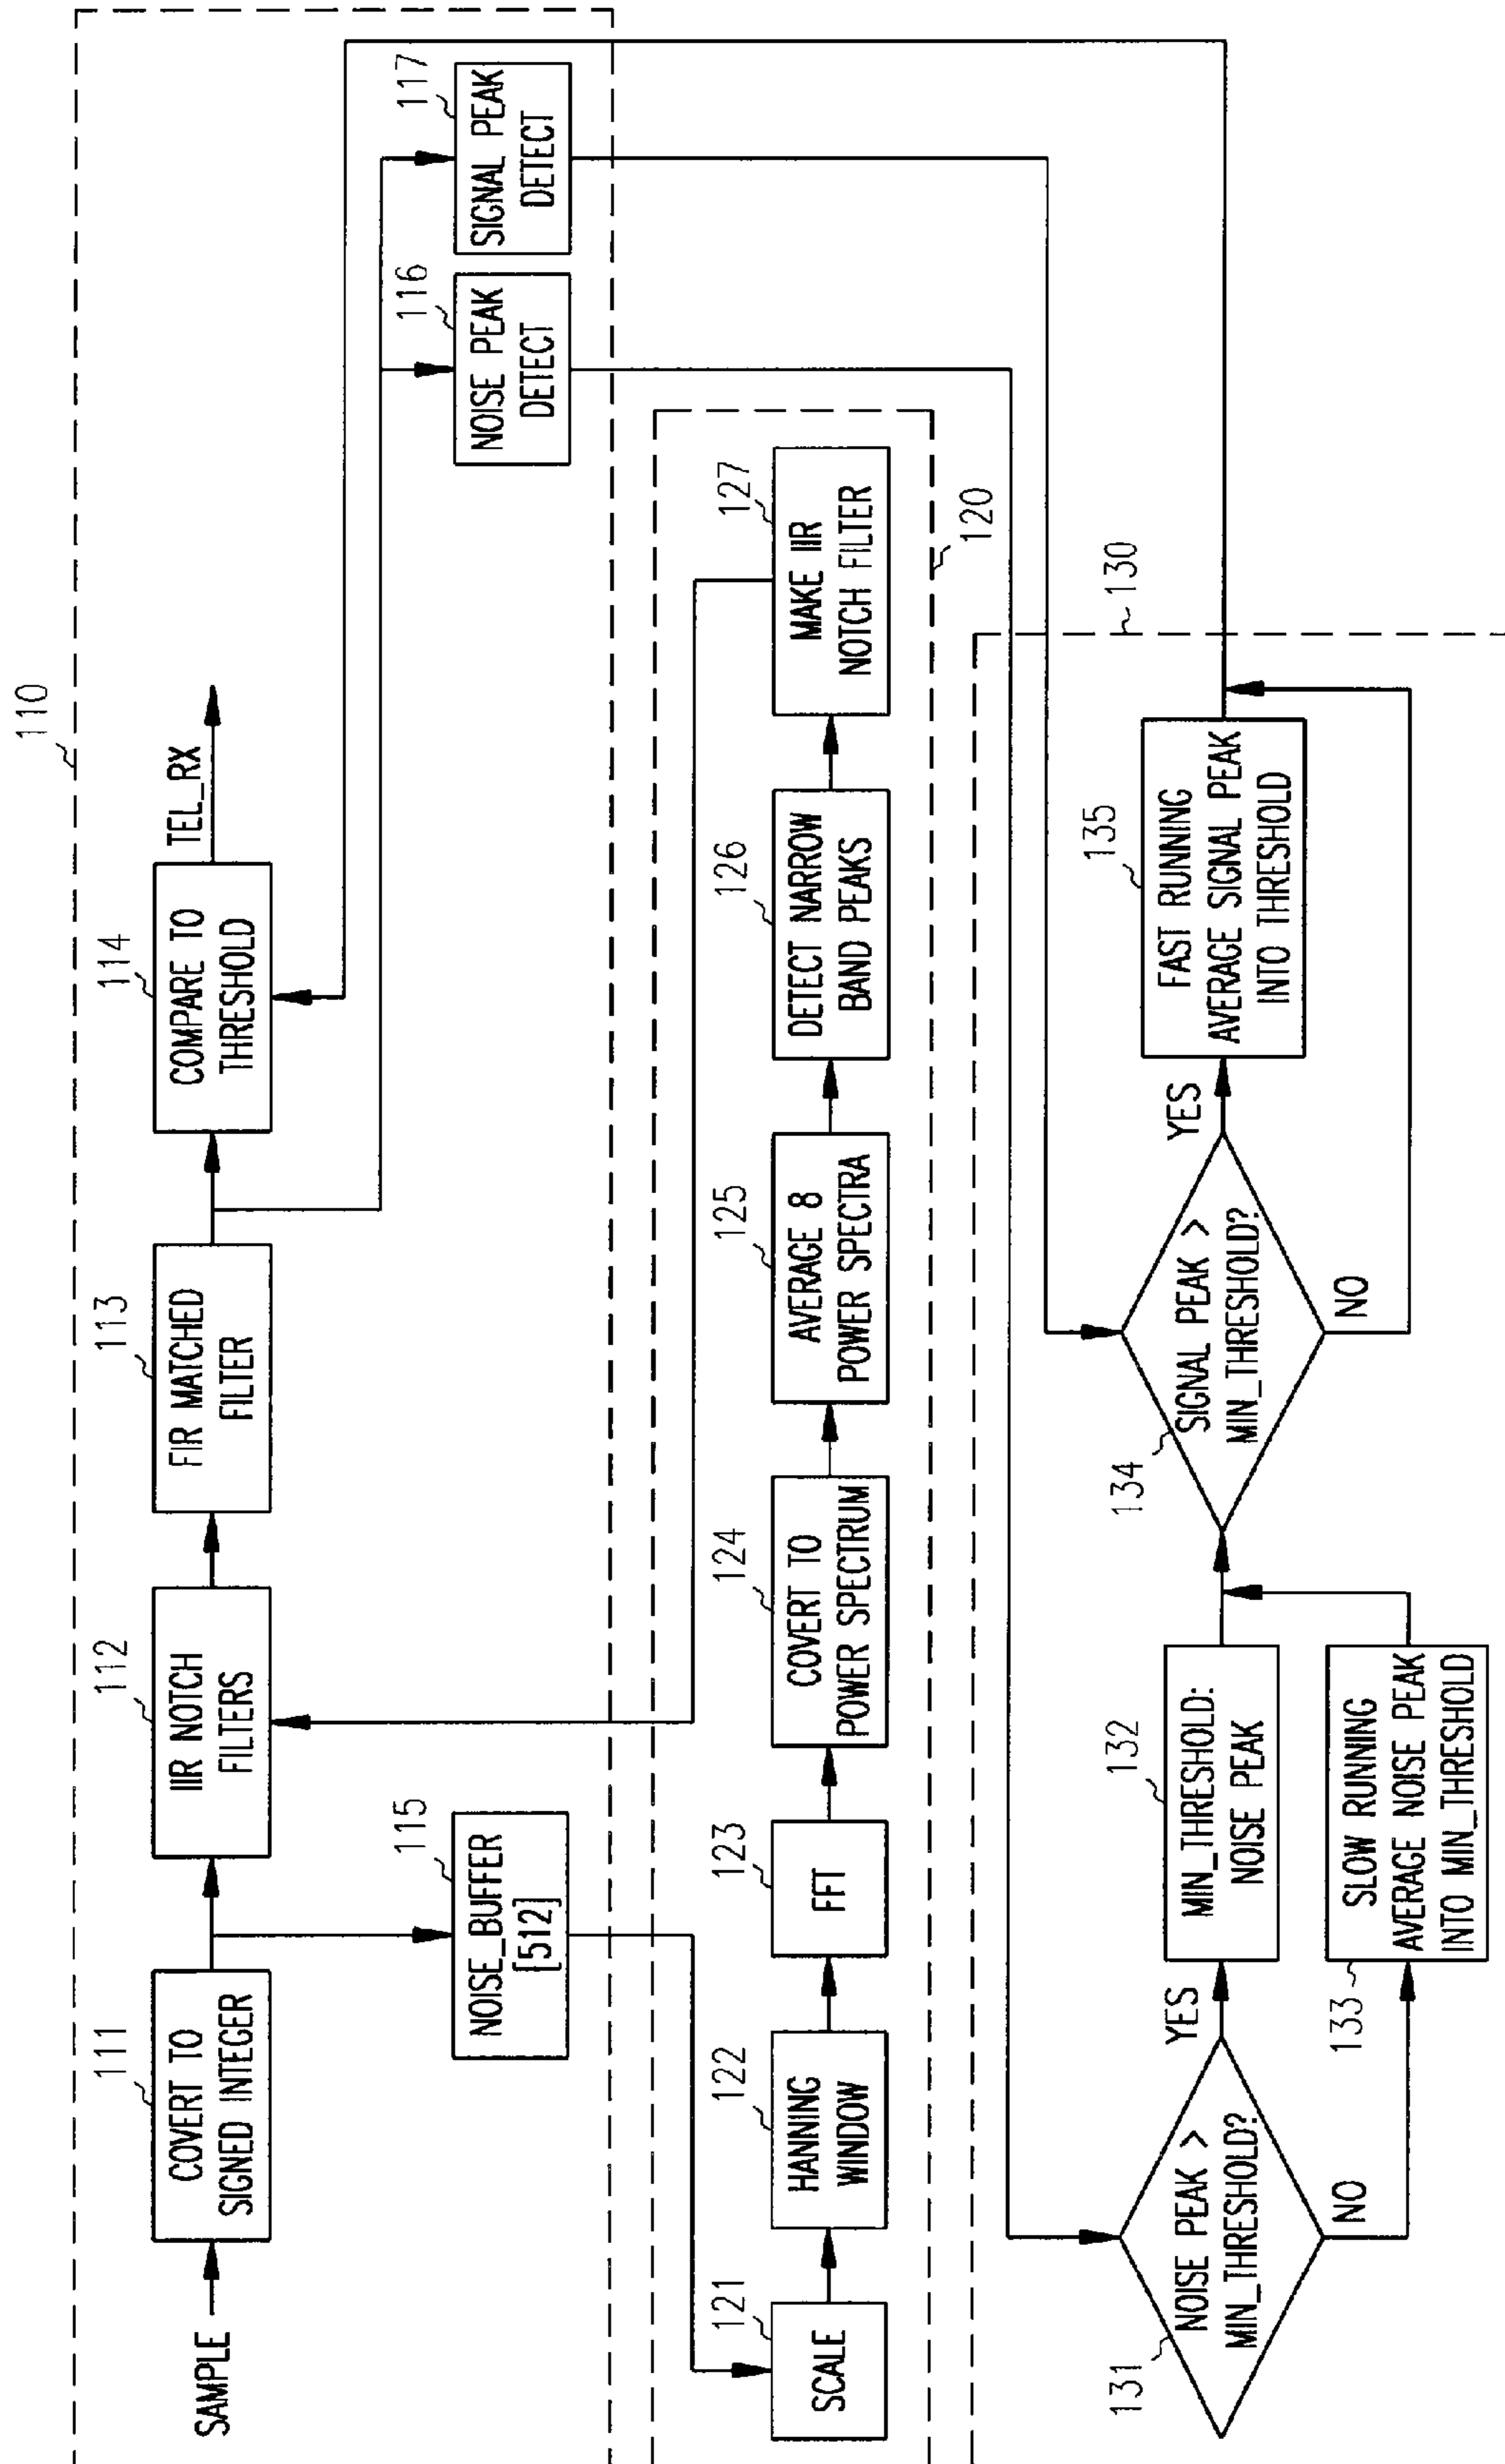 110
SAMPLE
111
COVERT TO
SIGNED INTEGER
112
IIR NOTCH
FILTERS
113
FIR MATCHED
FILTER
114
COMPARE TO
THRESHOLD
TEL_RX
115
NOISE_BUFFER
[512]
116
NOISE PEAK
DETECT
117
SIGNAL PEAK
DETECT
121
SCALE
122
HANNING
WINDOW
123
FFT
124
COVERT TO
POWER SPECTRUM
125
AVERAGE 8
POWER SPECTRA
126
DETECT NARROW
BAND PEAKS
127
MAKE IIR
NOTCH FILTER
120
130
131
NOISE PEAK >
MIN_THRESHOLD?
YES
NO
132
MIN_THRESHOLD:
NOISE PEAK
133
SLOW RUNNING
AVERAGE NOISE PEAK
INTO MIN_THRESHOLD
134
SIGNAL PEAK >
MIN_THRESHOLD?
YES
NO
135
FAST RUNNING
AVERAGE SIGNAL PEAK
INTO THRESHOLD